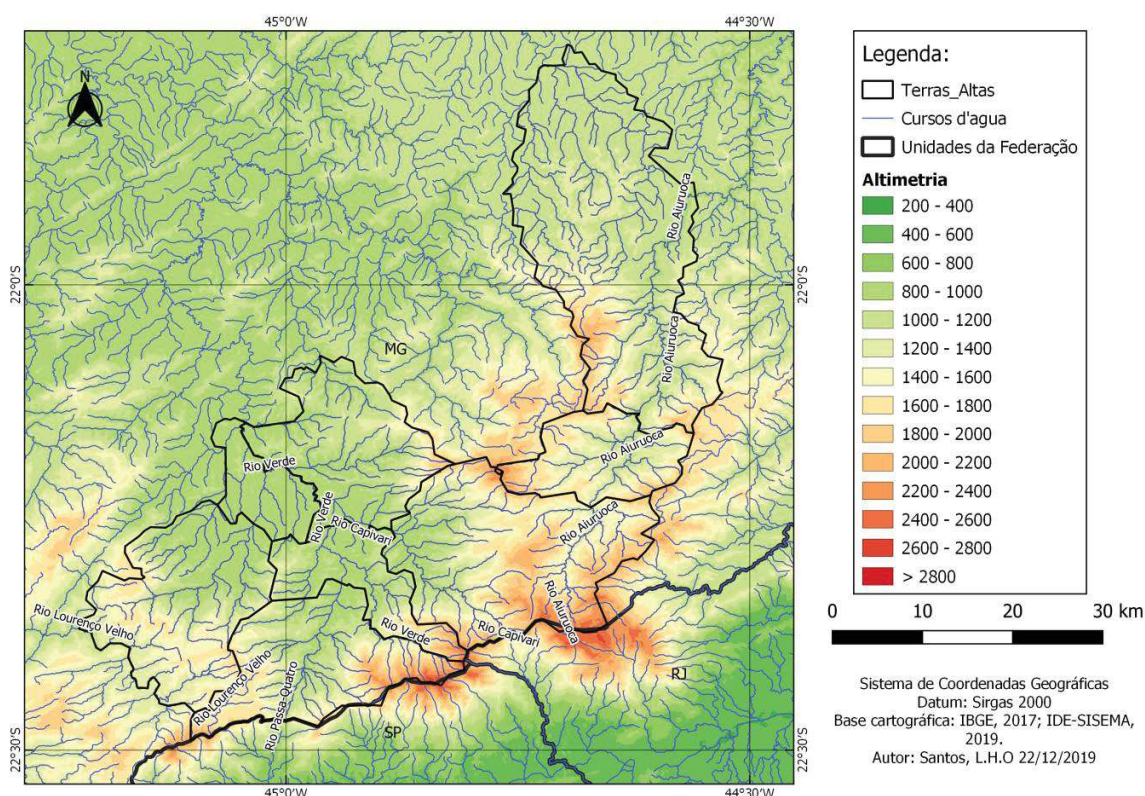 45°0'W
44°30'W
N
22°0'S
22°0'S
MG
Rio Aiuruoca
Rio Aiuruoca
Rio Aiuruoca
Rio Verde
Rio Verde
Rio Capivari
Rio Aiuruoca
Rio Lourenço Velho
Rio Verde
Rio Capivari
Rio Aiuruoca
Rio Lourenço Velho
Rio Passa-Quatro
RJ
SP
22°30'S
22°30'S
45°0'W
44°30'W
Legenda:
Terras_Altas
Cursos d'agua
Unidades da Federação
Altimetria
200 - 400
400 - 600
600 - 800
800 - 1000
1000 - 1200
1200 - 1400
1400 - 1600
1600 - 1800
1800 - 2000
2000 - 2200
2200 - 2400
2400 - 2600
2600 - 2800
> 2800
0 10 20 30 km
Sistema de Coordenadas Geográficas
Datum: Sirgas 2000
Base cartográfica: IBGE, 2017; IDE-SISEMA,
2019.
Autor: Santos, L.H.O 22/12/2019